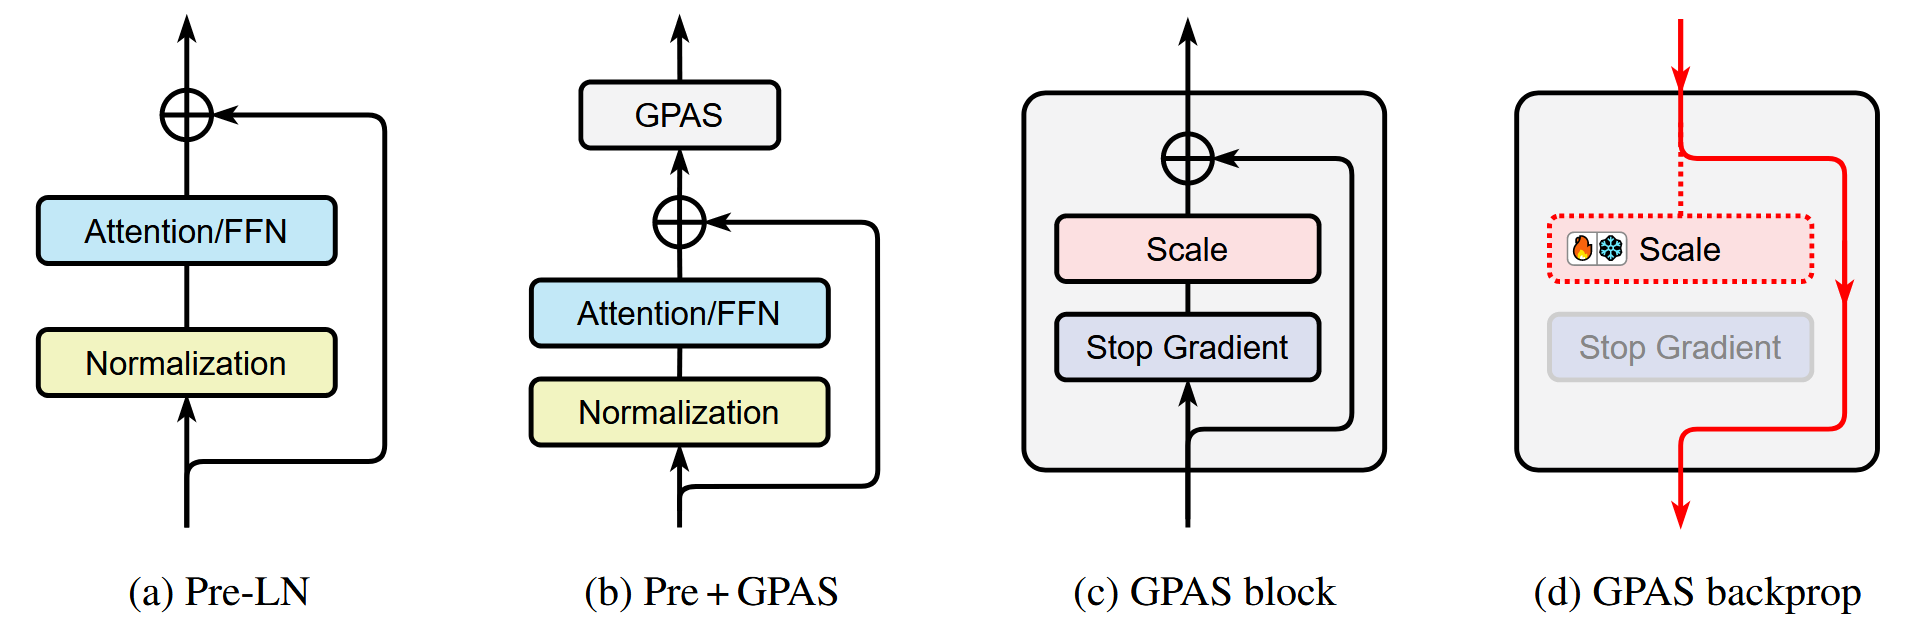 Attention/FFN
Normalization
(a) Pre-LN
GPAS
Attention/FFN
Normalization
(b) Pre + GPAS
Scale
Stop Gradient
(c) GPAS block
Scale
Stop Gradient
(d) GPAS backprop